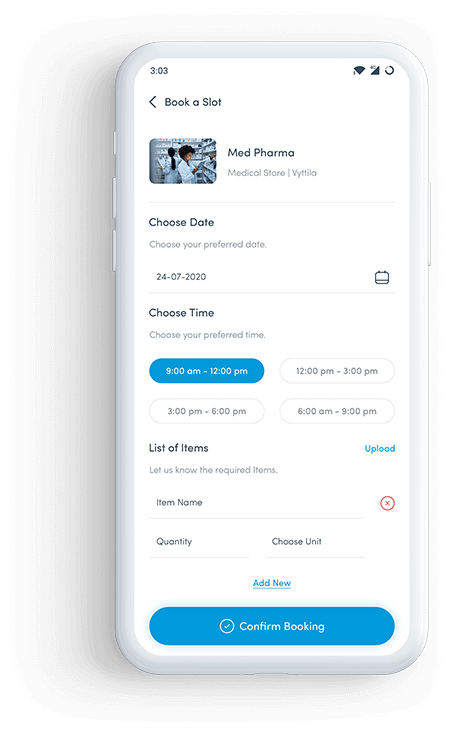 3:03
4G
Book a Slot
Med Pharma
Medical Store | Vyttila
Choose Date
Choose your preferred date.
24-07-2020
Choose Time
Choose your preferred time.
9:00 am - 12:00 pm
12:00 pm - 3:00 pm
3:00 pm - 6:00 pm
6:00 am - 9:00 pm
List of Items
Upload
Let us know the required Items.
Item Name
Quantity
Choose Unit
Add New
Confirm Booking